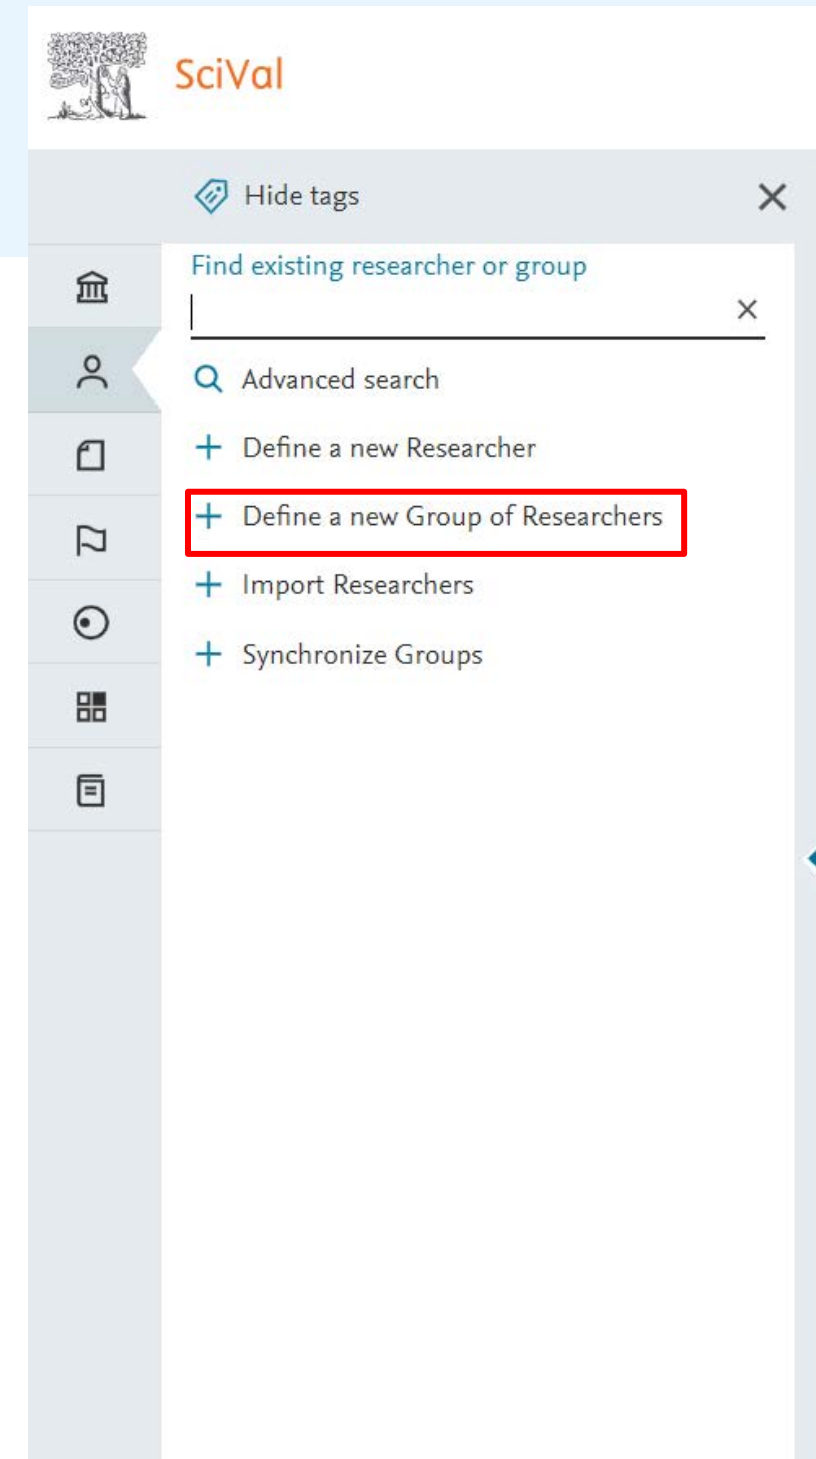 SciVal
Hide tags
Find existing researcher or group
Advanced search
Define a new Researcher
Define a new Group of Researchers
Import Researchers
Synchronize Groups